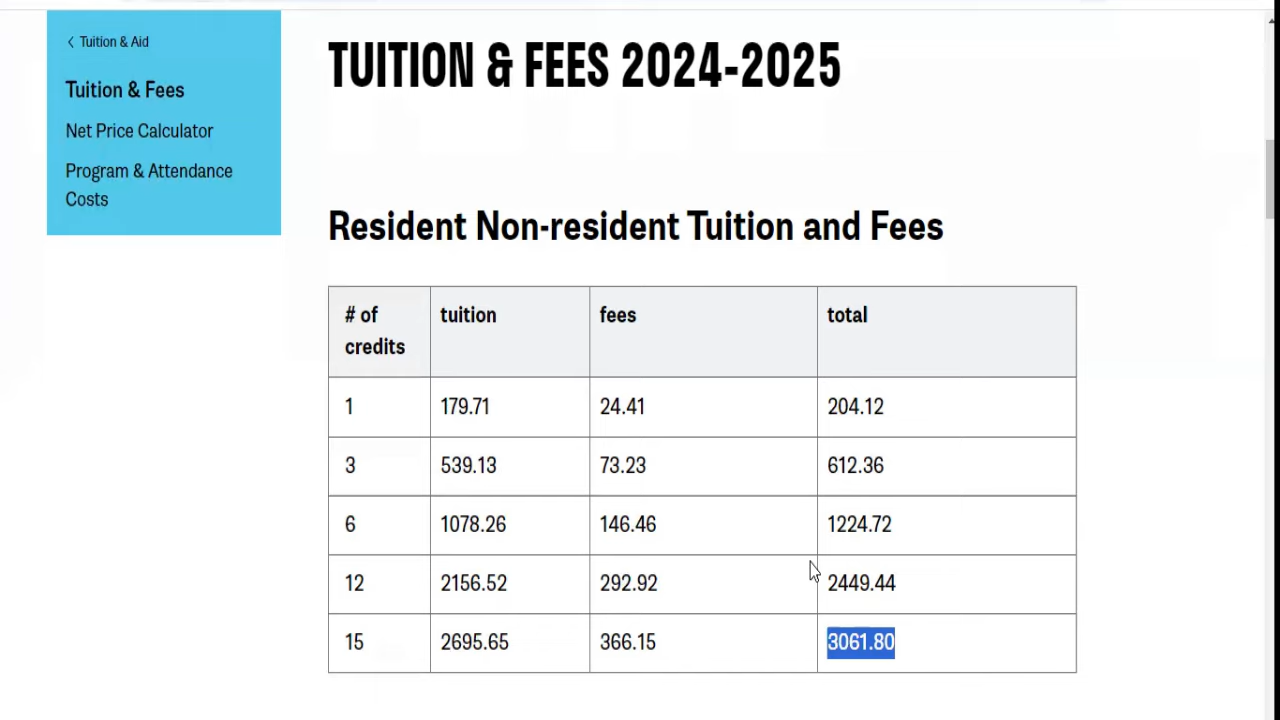 Tuition & Aid
Tuition & Fees
Net Price Calculator
Program & Attendance
Costs
TUITION & FEES 2024-2025
Resident Non-resident Tuition and Fees
# of credits tuition fees total
1 179.71 24.41 204.12
3 539.13 73.23 612.36
6 1078.26 146.46 1224.72
12 2156.52 292.92 2449.44
15 2695.65 366.15 3061.80